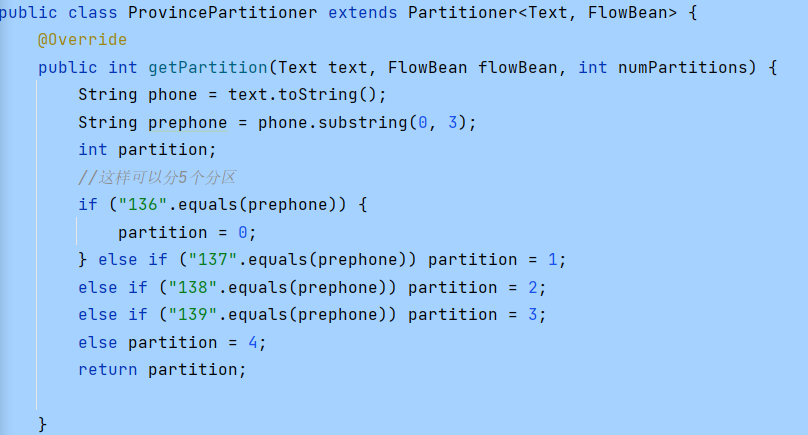 public class ProvincePartitioner extends Partitioner<Text, FlowBean> {
@Override
public int getPartition(Text text, FlowBean flowBean, int numPartitions) {
String phone = text.toString();
String prephone = phone.substring(0, 3);
int partition;
//这样可以分5个分区
if ("136".equals(prephone)) {
partition = 0;
} else if ("137".equals(prephone)) partition = 1;
else if ("138".equals(prephone)) partition = 2;
else if ("139".equals(prephone)) partition = 3;
else partition = 4;
return partition;
}